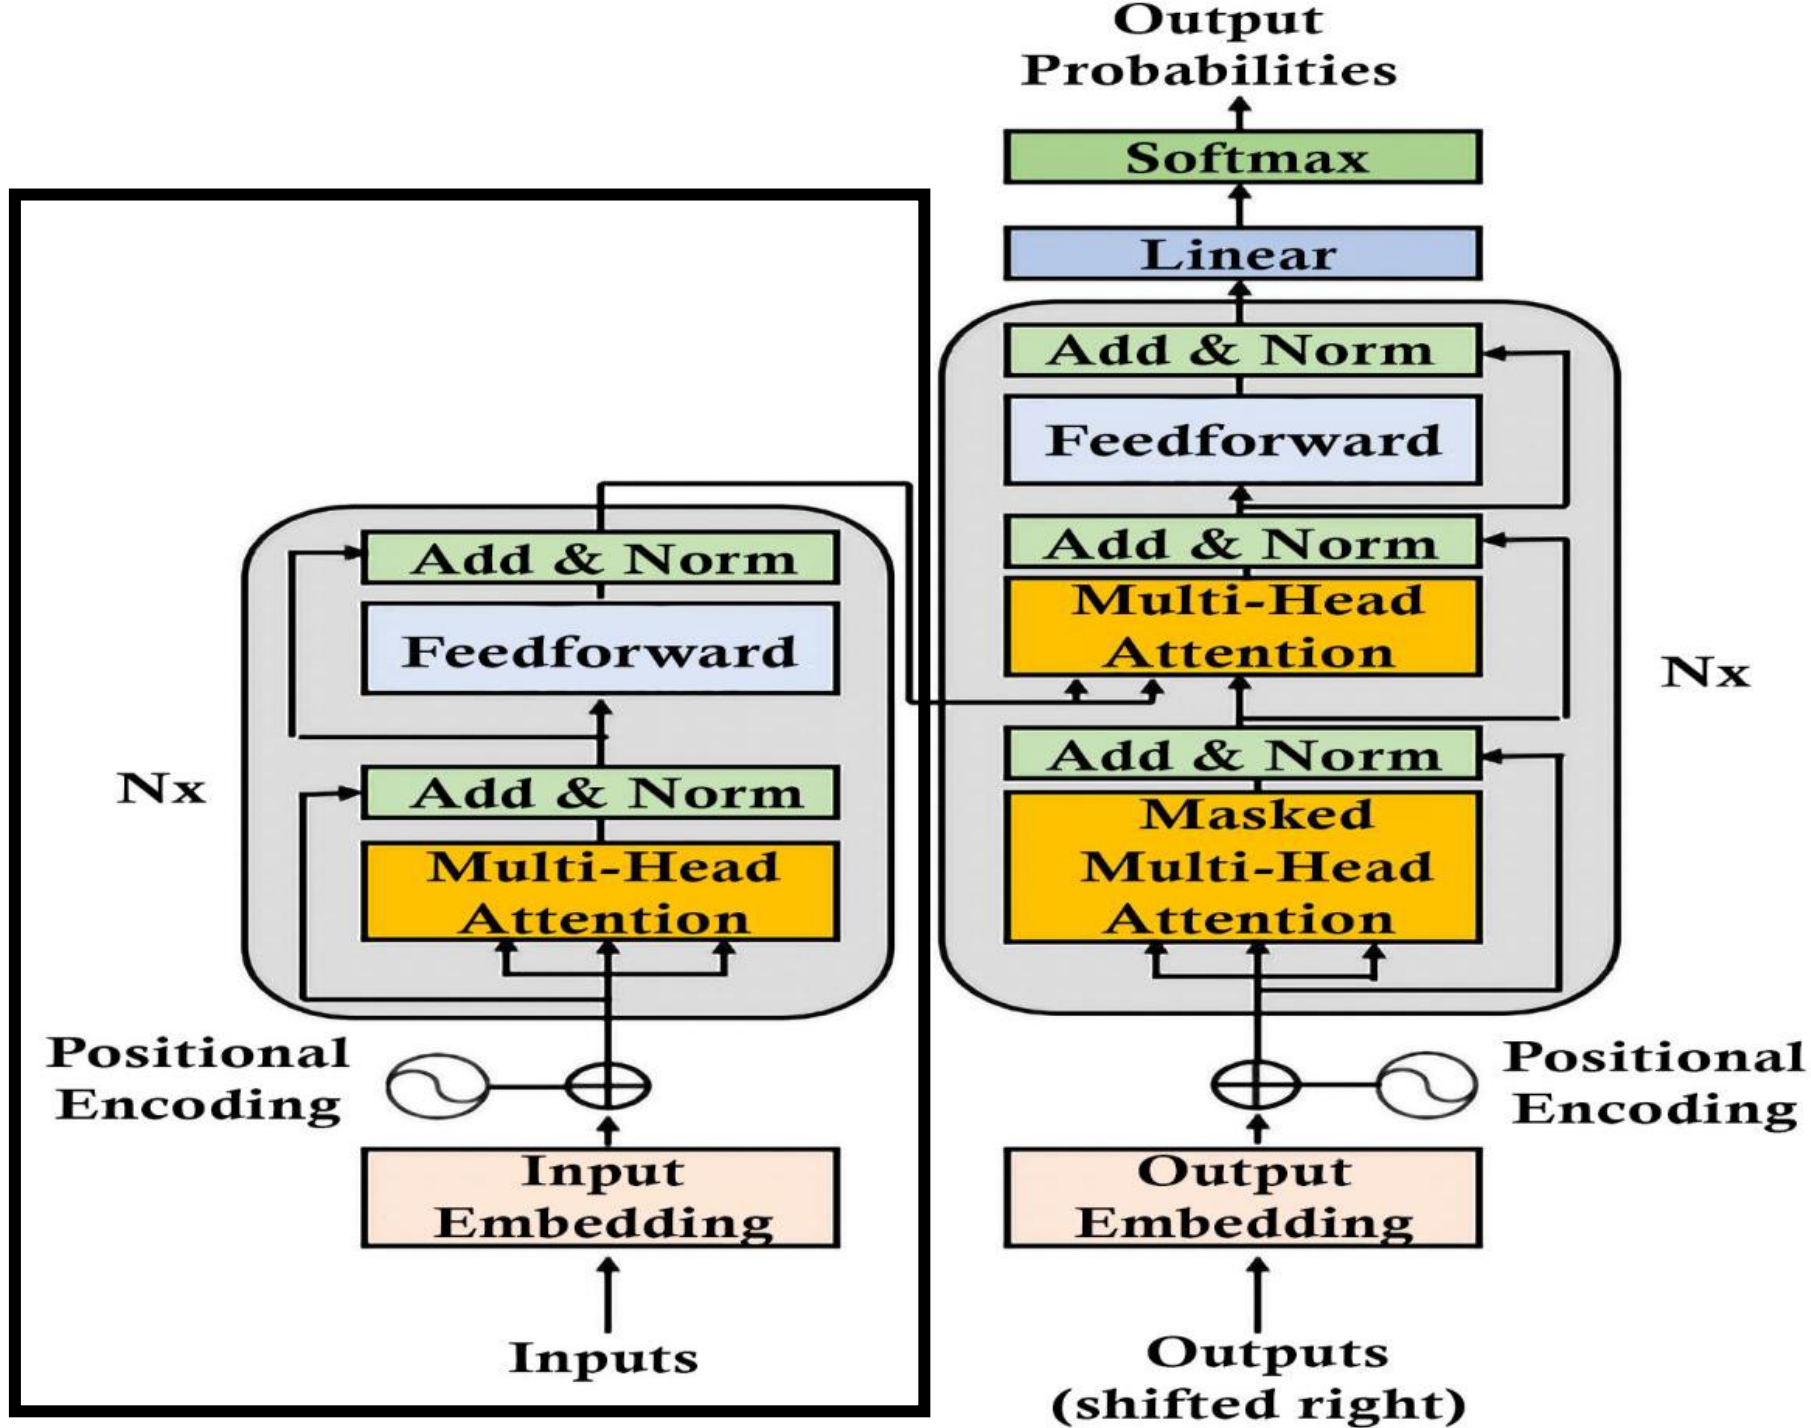 Output
Probabilities
Softmax
Linear
Add & Norm
Feedforward
Add & Norm
Multi-Head
Attention
Nx
Add & Norm
Masked
Multi-Head
Attention
Positional
Encoding
Output
Embedding
Outputs
(shifted right)
Add & Norm
Feedforward
Nx
Add & Norm
Multi-Head
Attention
Positional
Encoding
Input
Embedding
Inputs